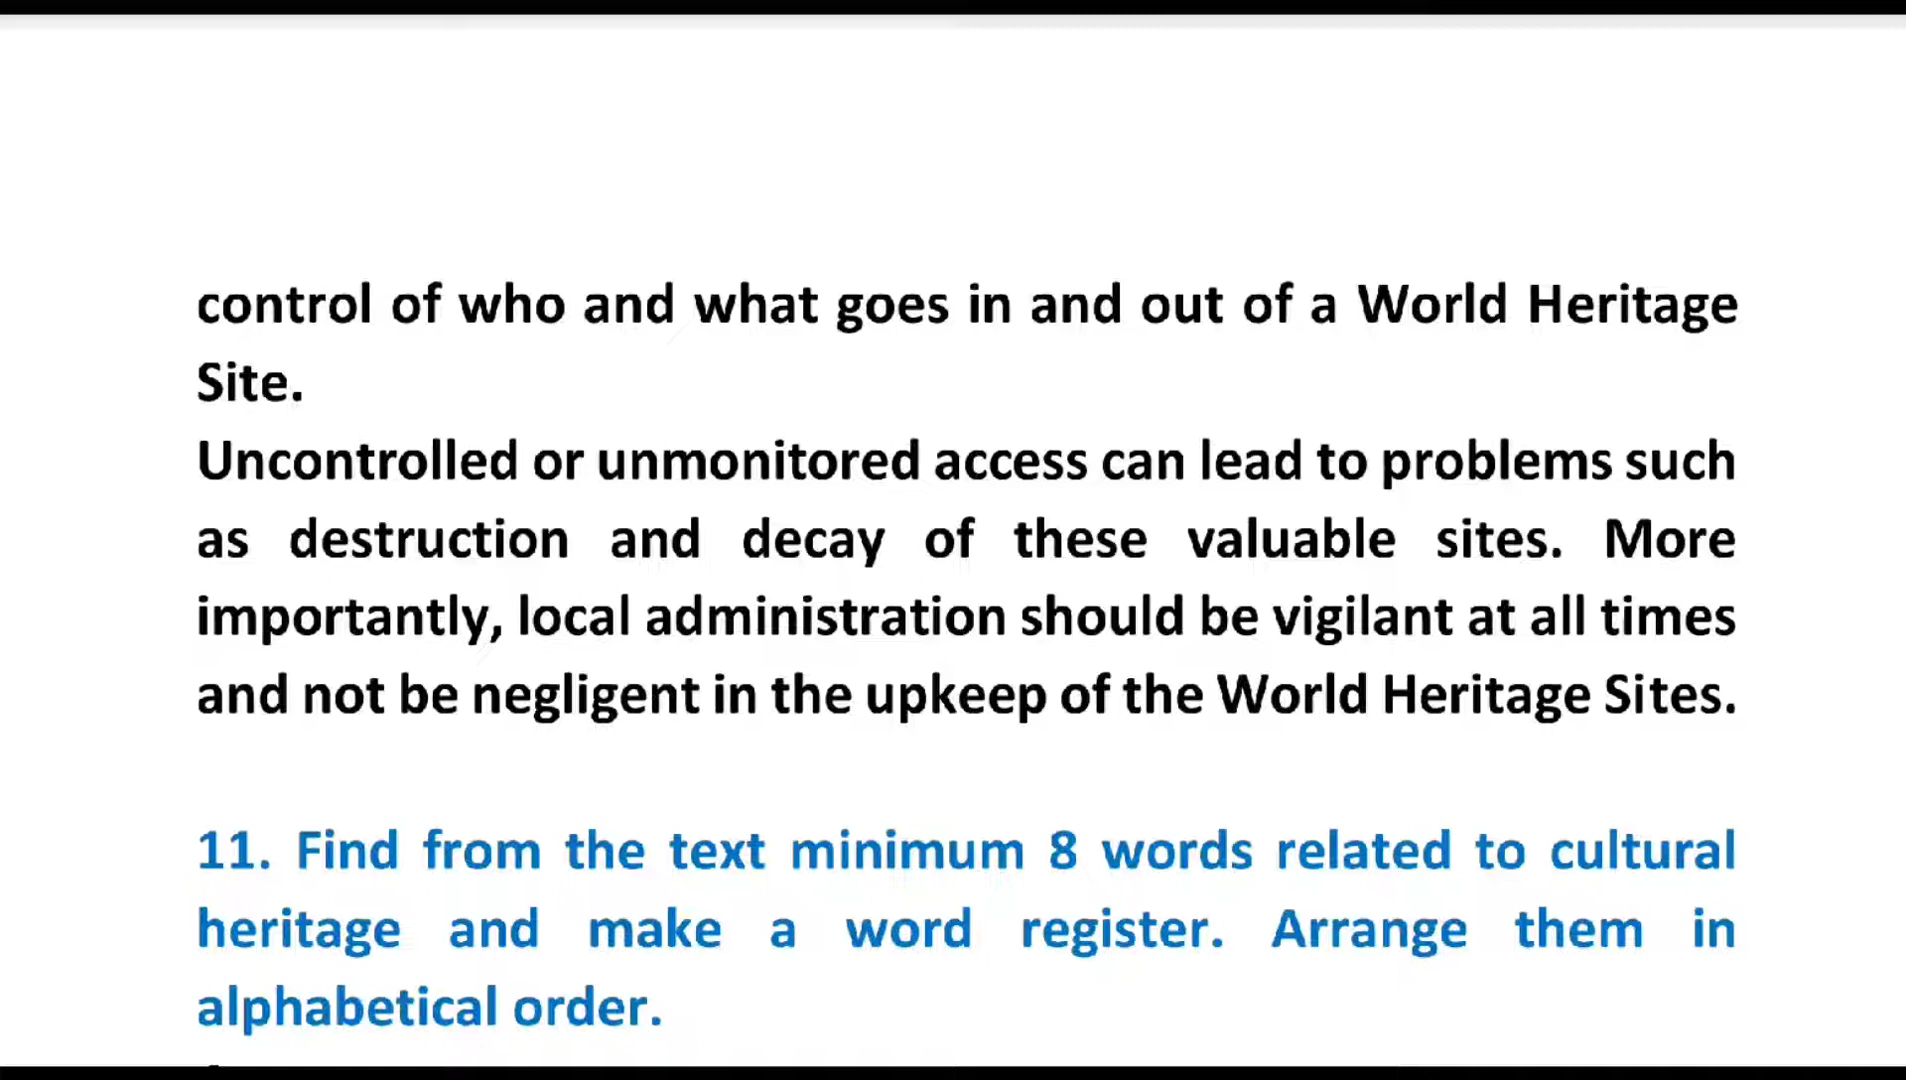 control of who and what goes in and out of a World Heritage
Site.
Uncontrolled or unmonitored access can lead to problems such
as destruction and decay of these valuable sites. More
importantly, local administration should be vigilant at all times
and not be negligent in the upkeep of the World Heritage Sites.
11. Find from the text minimum 8 words related to cultural
heritage and make a word register. Arrange them in
alphabetical order.